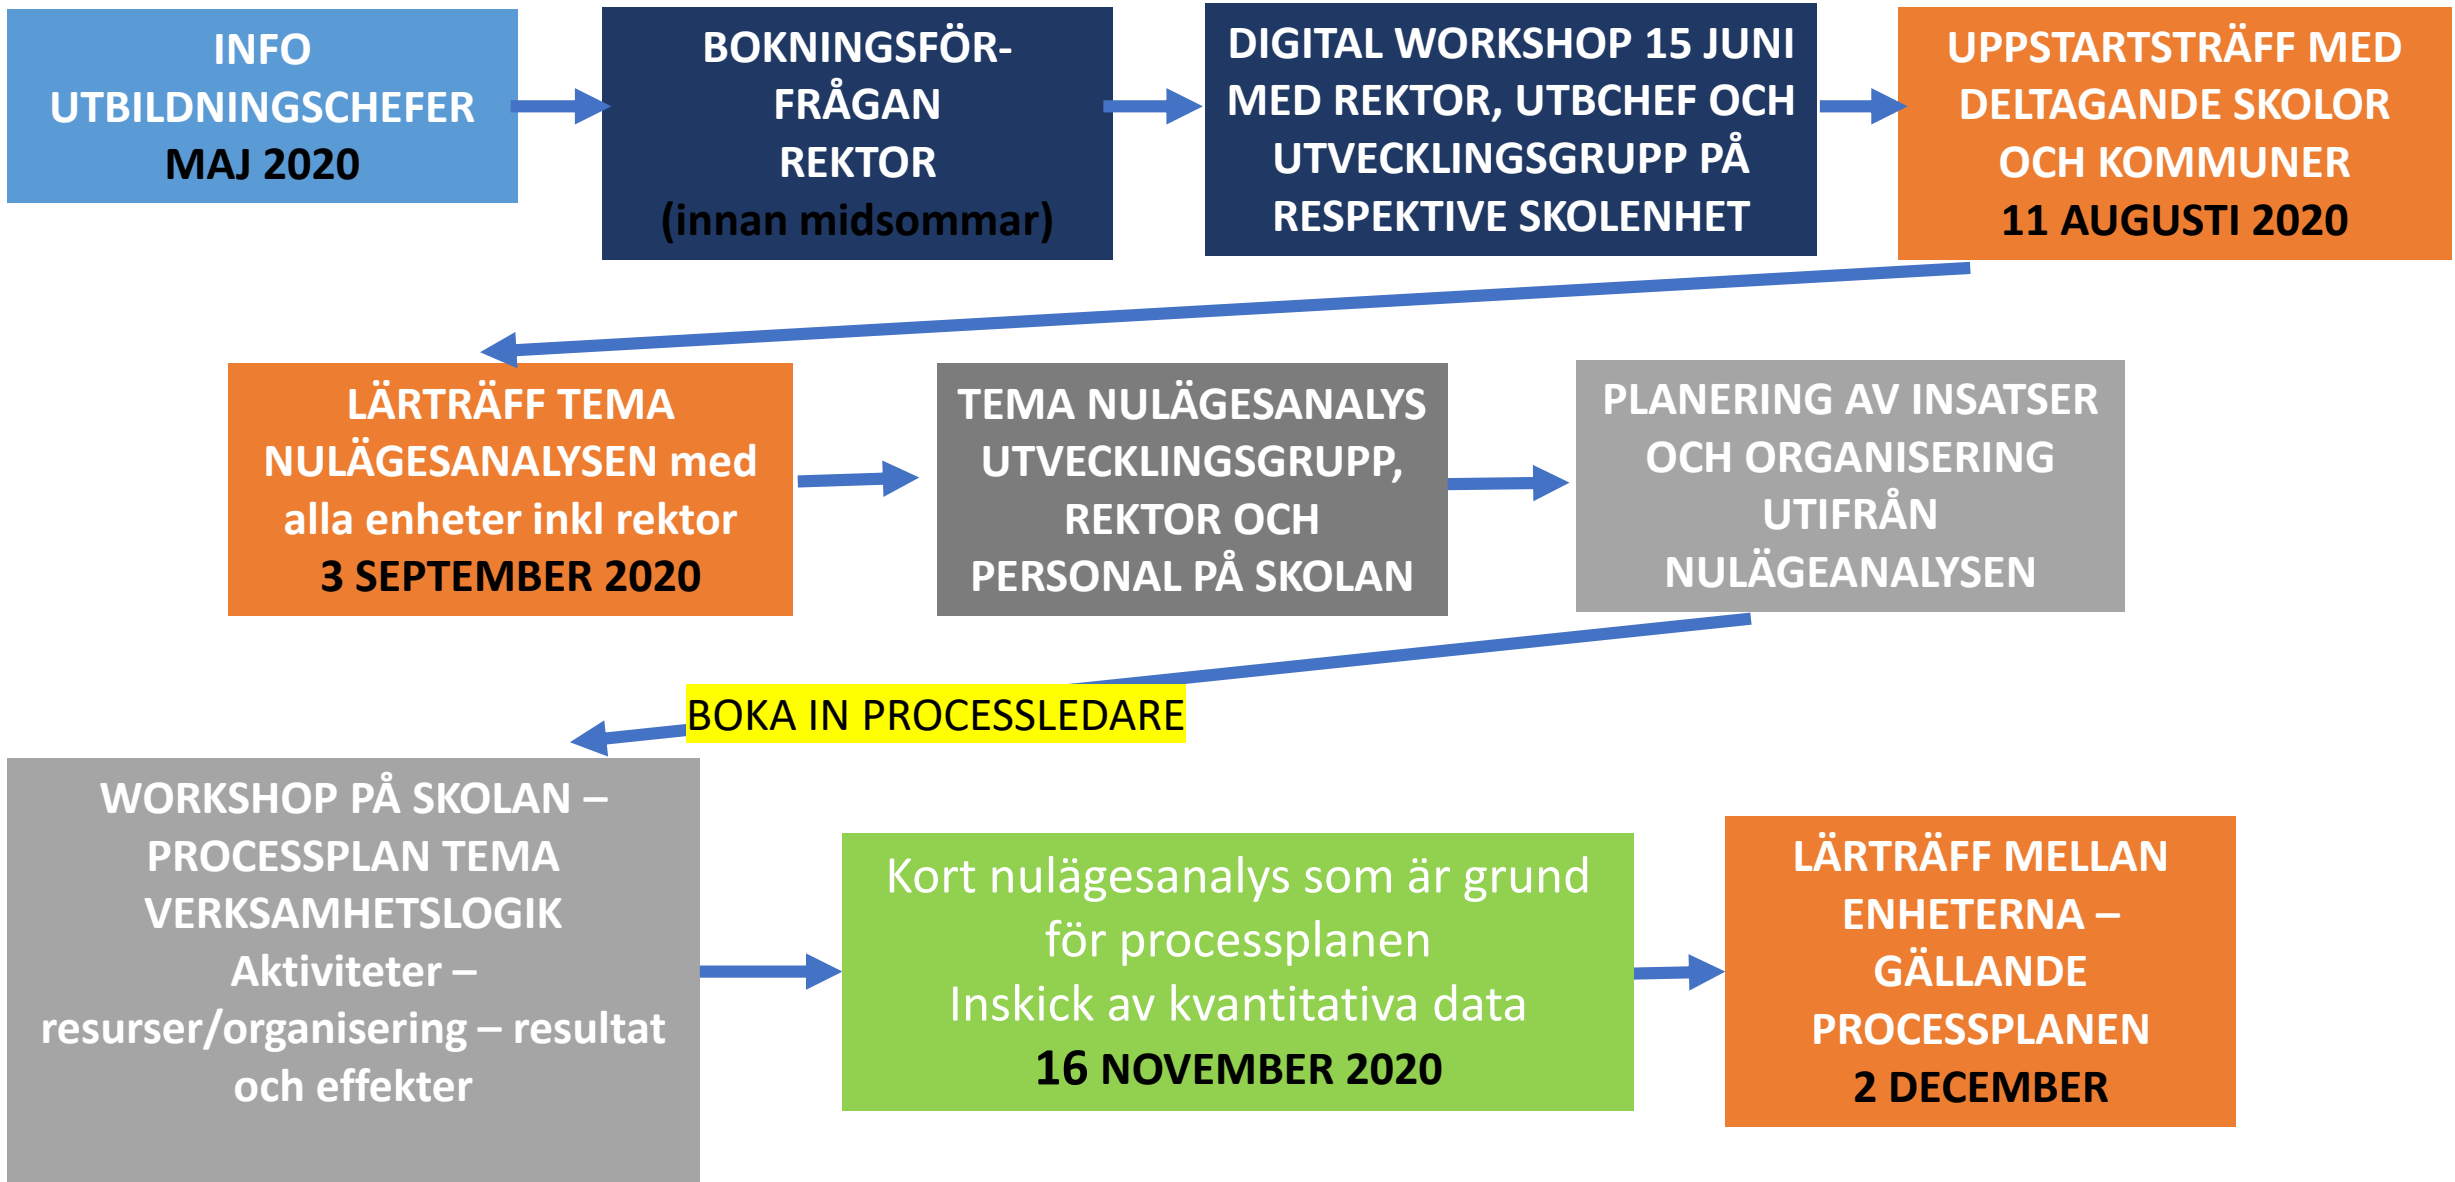 INFO
UTBILDNINGSCHEFER
MAJ 2020
BOKNINGSFÖR-
FRÅGAN
REKTOR
(innan midsommar)
DIGITAL WORKSHOP 15 JUNI
MED REKTOR, UTBCHEF OCH
UTVECKLINGSGRUPP PÅ
RESPEKTIVE SKOLENHET
UPPSTARTSTRÄFF MED
DELTAGANDE SKOLOR
OCH KOMMUNER
11 AUGUSTI 2020
LÄRTRÄFF TEMA
NULÄGESANALYSEN med
alla enheter inkl rektor
3 SEPTEMBER 2020
TEMA NULÄGESANALYS
UTVECKLINGSGRUPP,
REKTOR OCH
PERSONAL PÅ SKOLAN
PLANERING AV INSATSER
OCH ORGANISERING
UTIFRÅN
NULÄGEANALYSEN
BOKA IN PROCESSLEDARE
WORKSHOP PÅ SKOLAN –
PROCESSPLAN TEMA
VERKSAMHETSLOGIK
Aktiviteter –
resurser/organisering – resultat
och effekter
Kort nulägesanalys som är grund
för processplanen
Inskick av kvantitativa data
16 NOVEMBER 2020
LÄRTRÄFF MELLAN
ENHETERNA –
GÄLLANDE
PROCESSPLANEN
2 DECEMBER